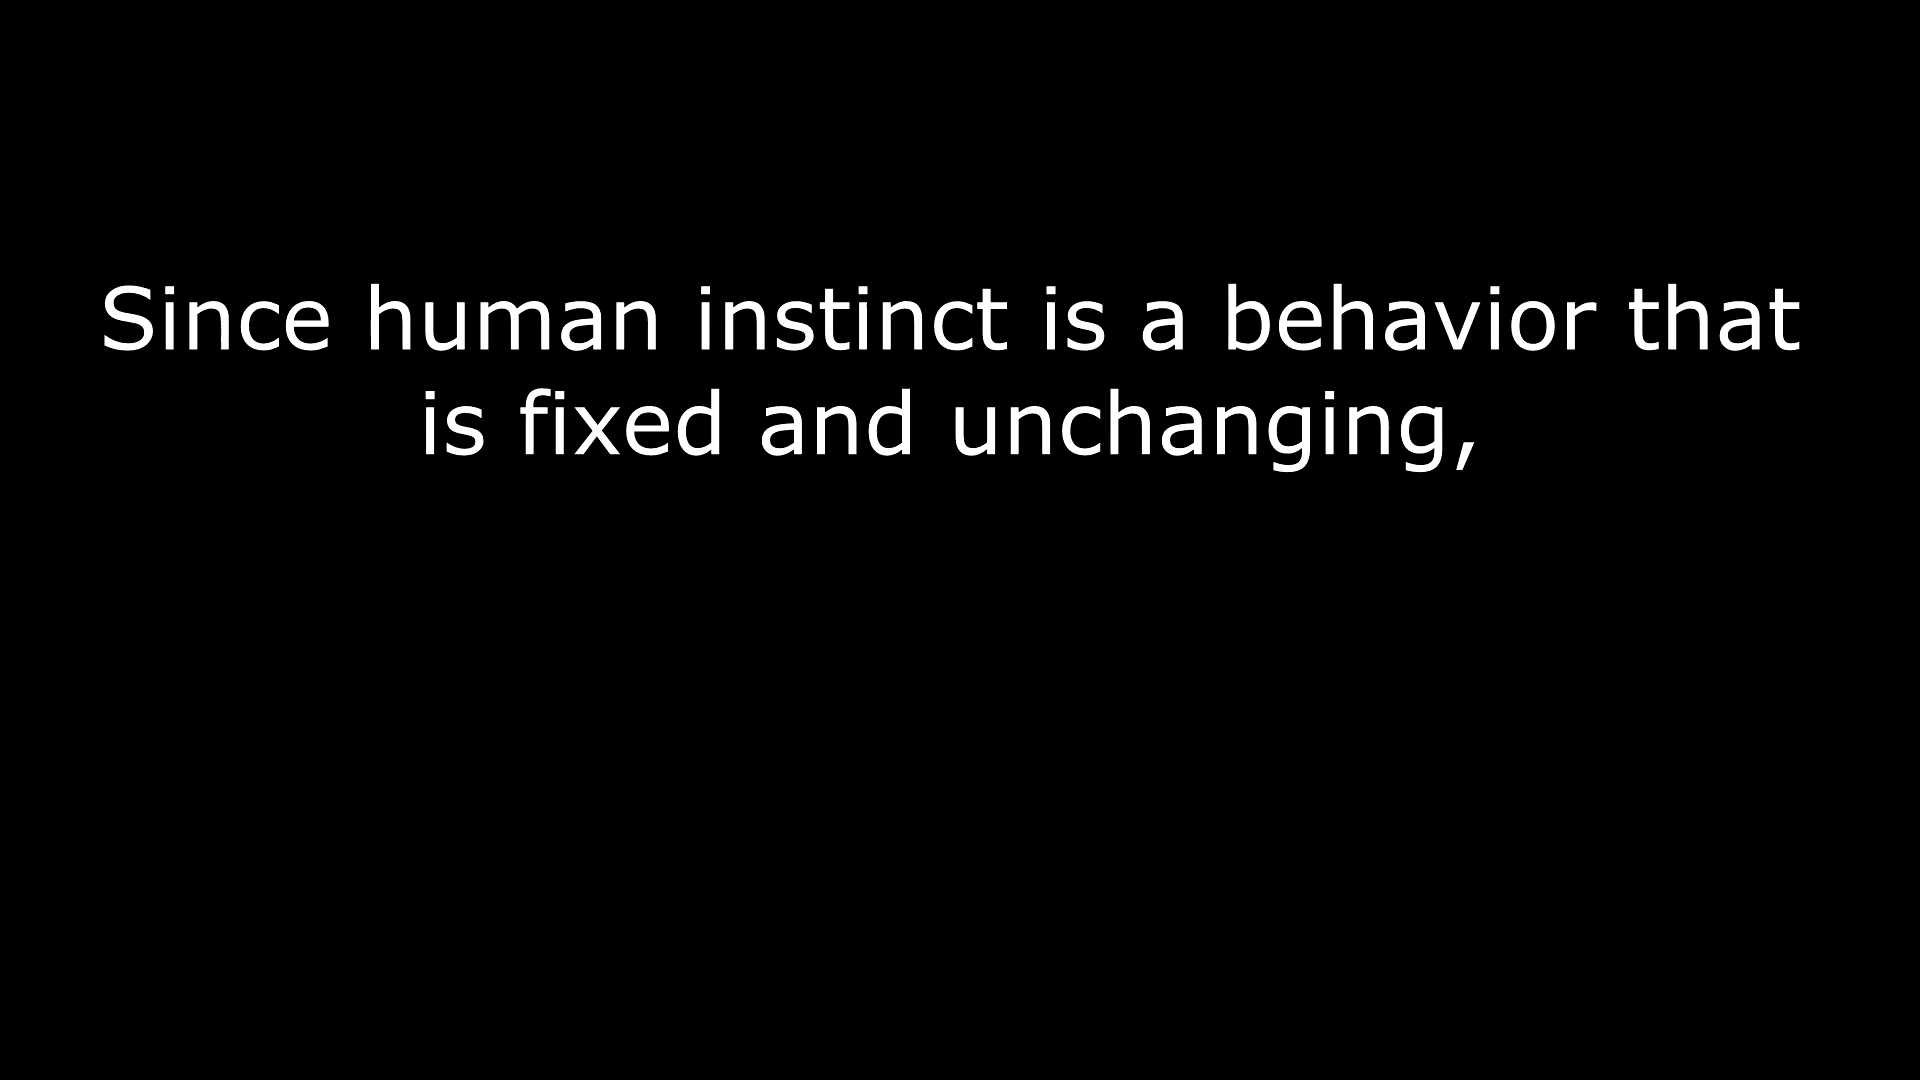 Since human instinct is a behavior that
is fixed and unchanging,